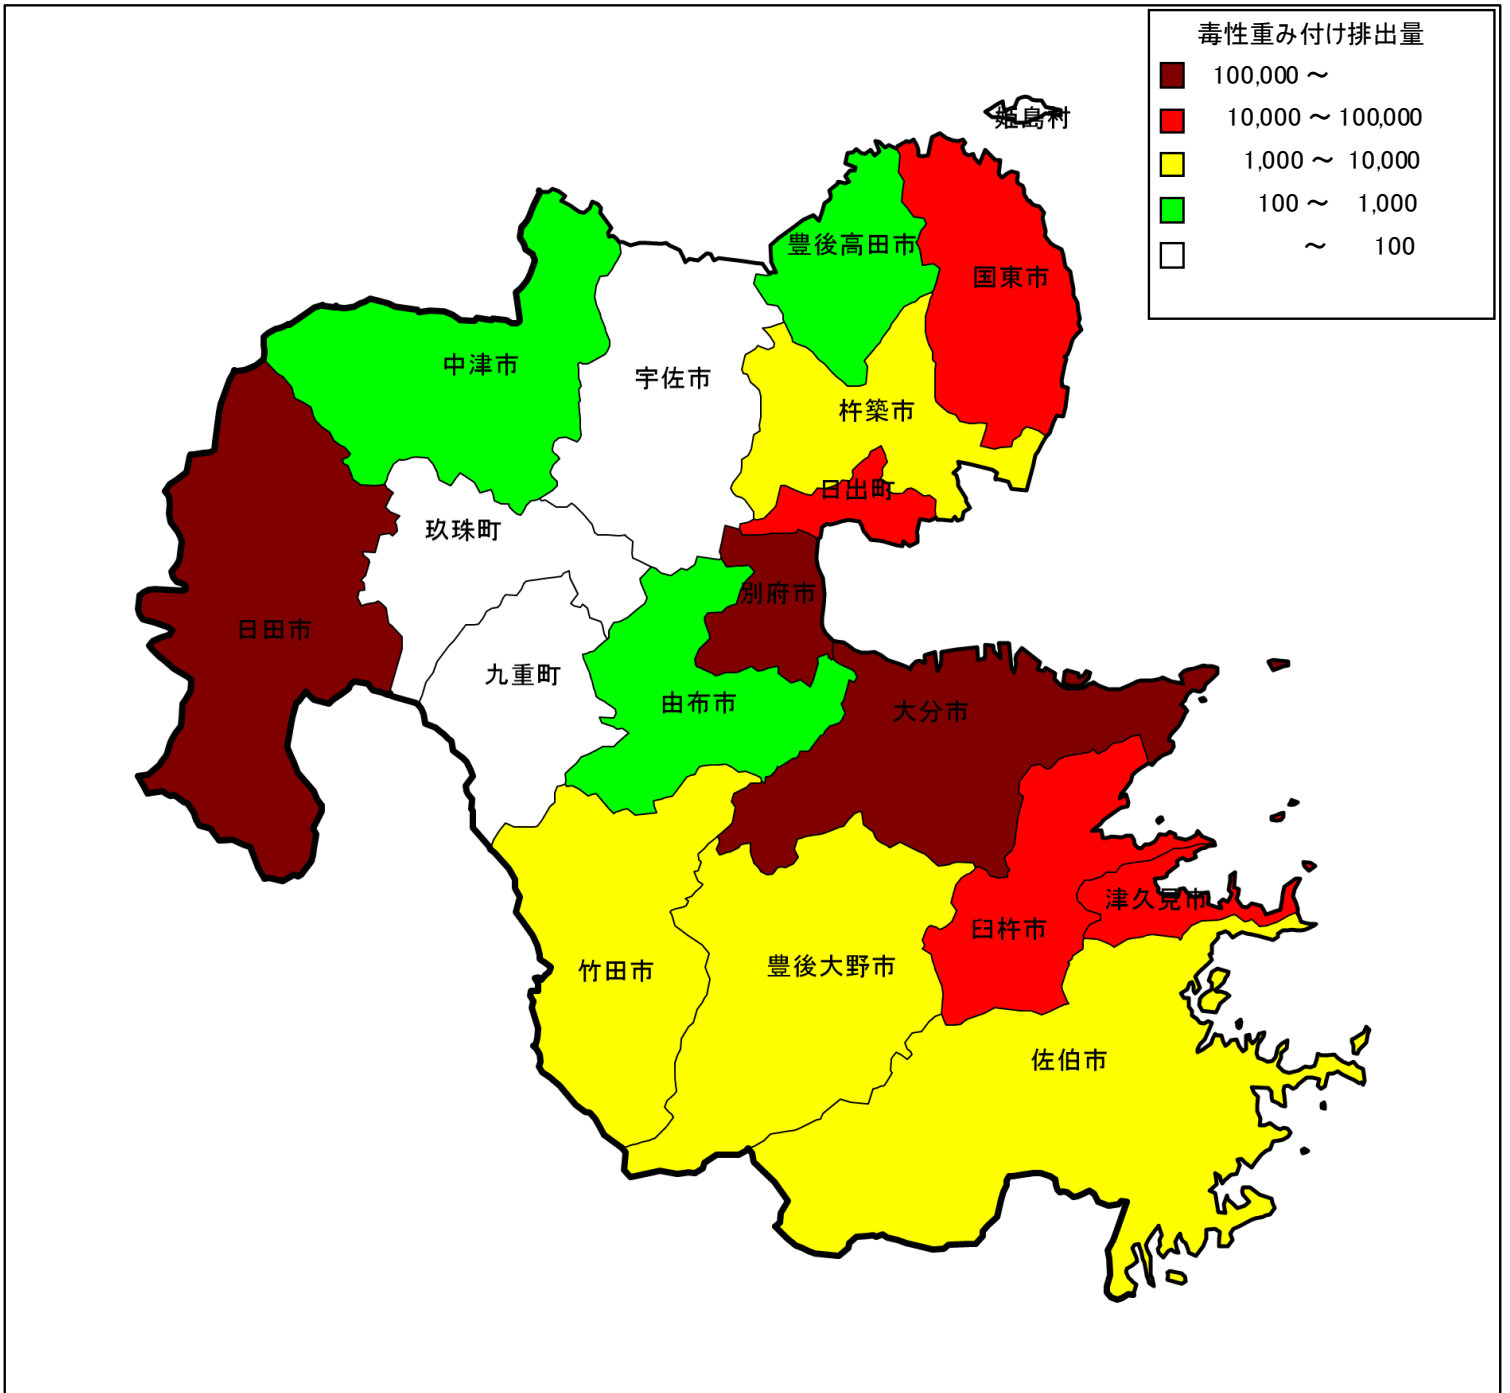 毒性重み付け排出量
100,000 ～
10,000 ～ 100,000
1,000 ～ 10,000
100 ～ 1,000
～ 100
姫島村
豊後高田市
国東市
中津市
宇佐市
杵築市
日出町
玖珠町
別府市
日田市
九重町
由布市
大分市
津久見市
臼杵市
竹田市
豊後大野市
佐伯市